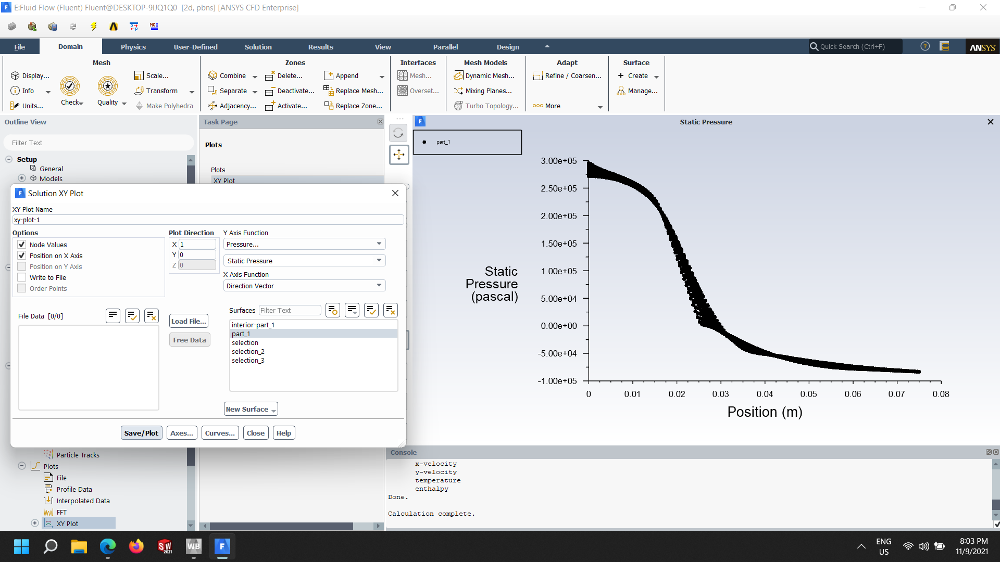 E:Fluid Flow (Fluent) Fluent@DESKTOP-9IJQ1Q0 [2d, pbns] [ANSYS CFD Enterprise]
File Domain Physics User-Defined Solution Results View Parallel Design
Quick Search (Ctrl+F)
ANSYS
Mesh
Display...
Info
Units...
Check
Quality
Scale...
Transform
Make Polyhedra
Zones
Combine
Separate
Adjacency...
Delete...
Deactivate...
Activate...
Append
Replace Mesh...
Replace Zone...
Interfaces
Mesh...
Overset...
Mesh Models
Dynamic Mesh...
Mixing Planes...
Turbo Topology...
Adapt
Refine / Coarsen...
More
Surface
Create
Manage...
Outline View
Filter Text
Setup
General
Models
Task Page
Plots
Plots
XY Plot
Solution XY Plot
XY Plot Name
xy-plot-1
Options
Node Values
Position on X Axis
Position on Y Axis
Write to File
Order Points
Plot Direction
X 1
Y 0
Z 0
Y Axis Function
Pressure...
Static Pressure
X Axis Function
Direction Vector
File Data [0/0]
Load File...
Free Data
Surfaces Filter Text
interior-part_1
part_1
selection
selection_2
selection_3
New Surface
Save/Plot Axes... Curves... Close Help
Particle Tracks
Plots
File
Profile Data
Interpolated Data
FFT
XY Plot
Static Pressure
part_1
3.00e+05
2.50e+05
2.00e+05
1.50e+05
1.00e+05
5.00e+04
0.00e+00
-5.00e+04
-1.00e+05
Static
Pressure
(pascal)
0 0.01 0.02 0.03 0.04 0.05 0.06 0.07 0.08
Position (m)
Console
x-velocity
y-velocity
temperature
enthalpy
Done.
Calculation complete.
SW
2021
WB
ENG
US
8:03 PM
11/9/2021